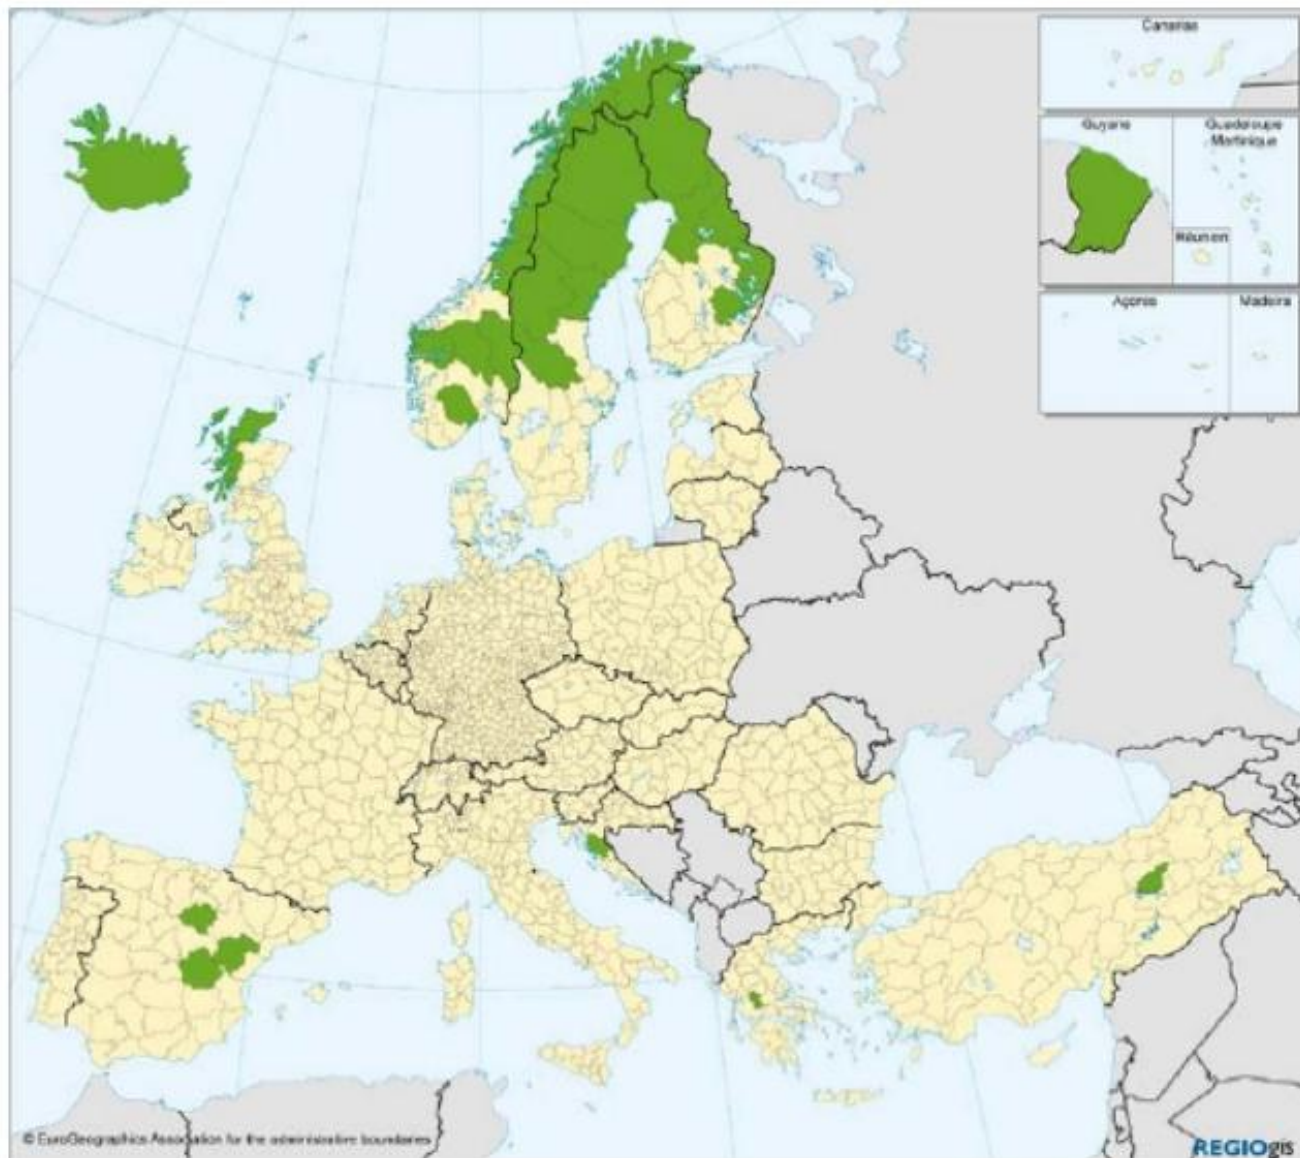 Canarias
Guyane
Guadeloupe
Martinique
Réunion
Açores
Madeira
© EuroGeographics Association for the administrative boundaries
REGIOgis